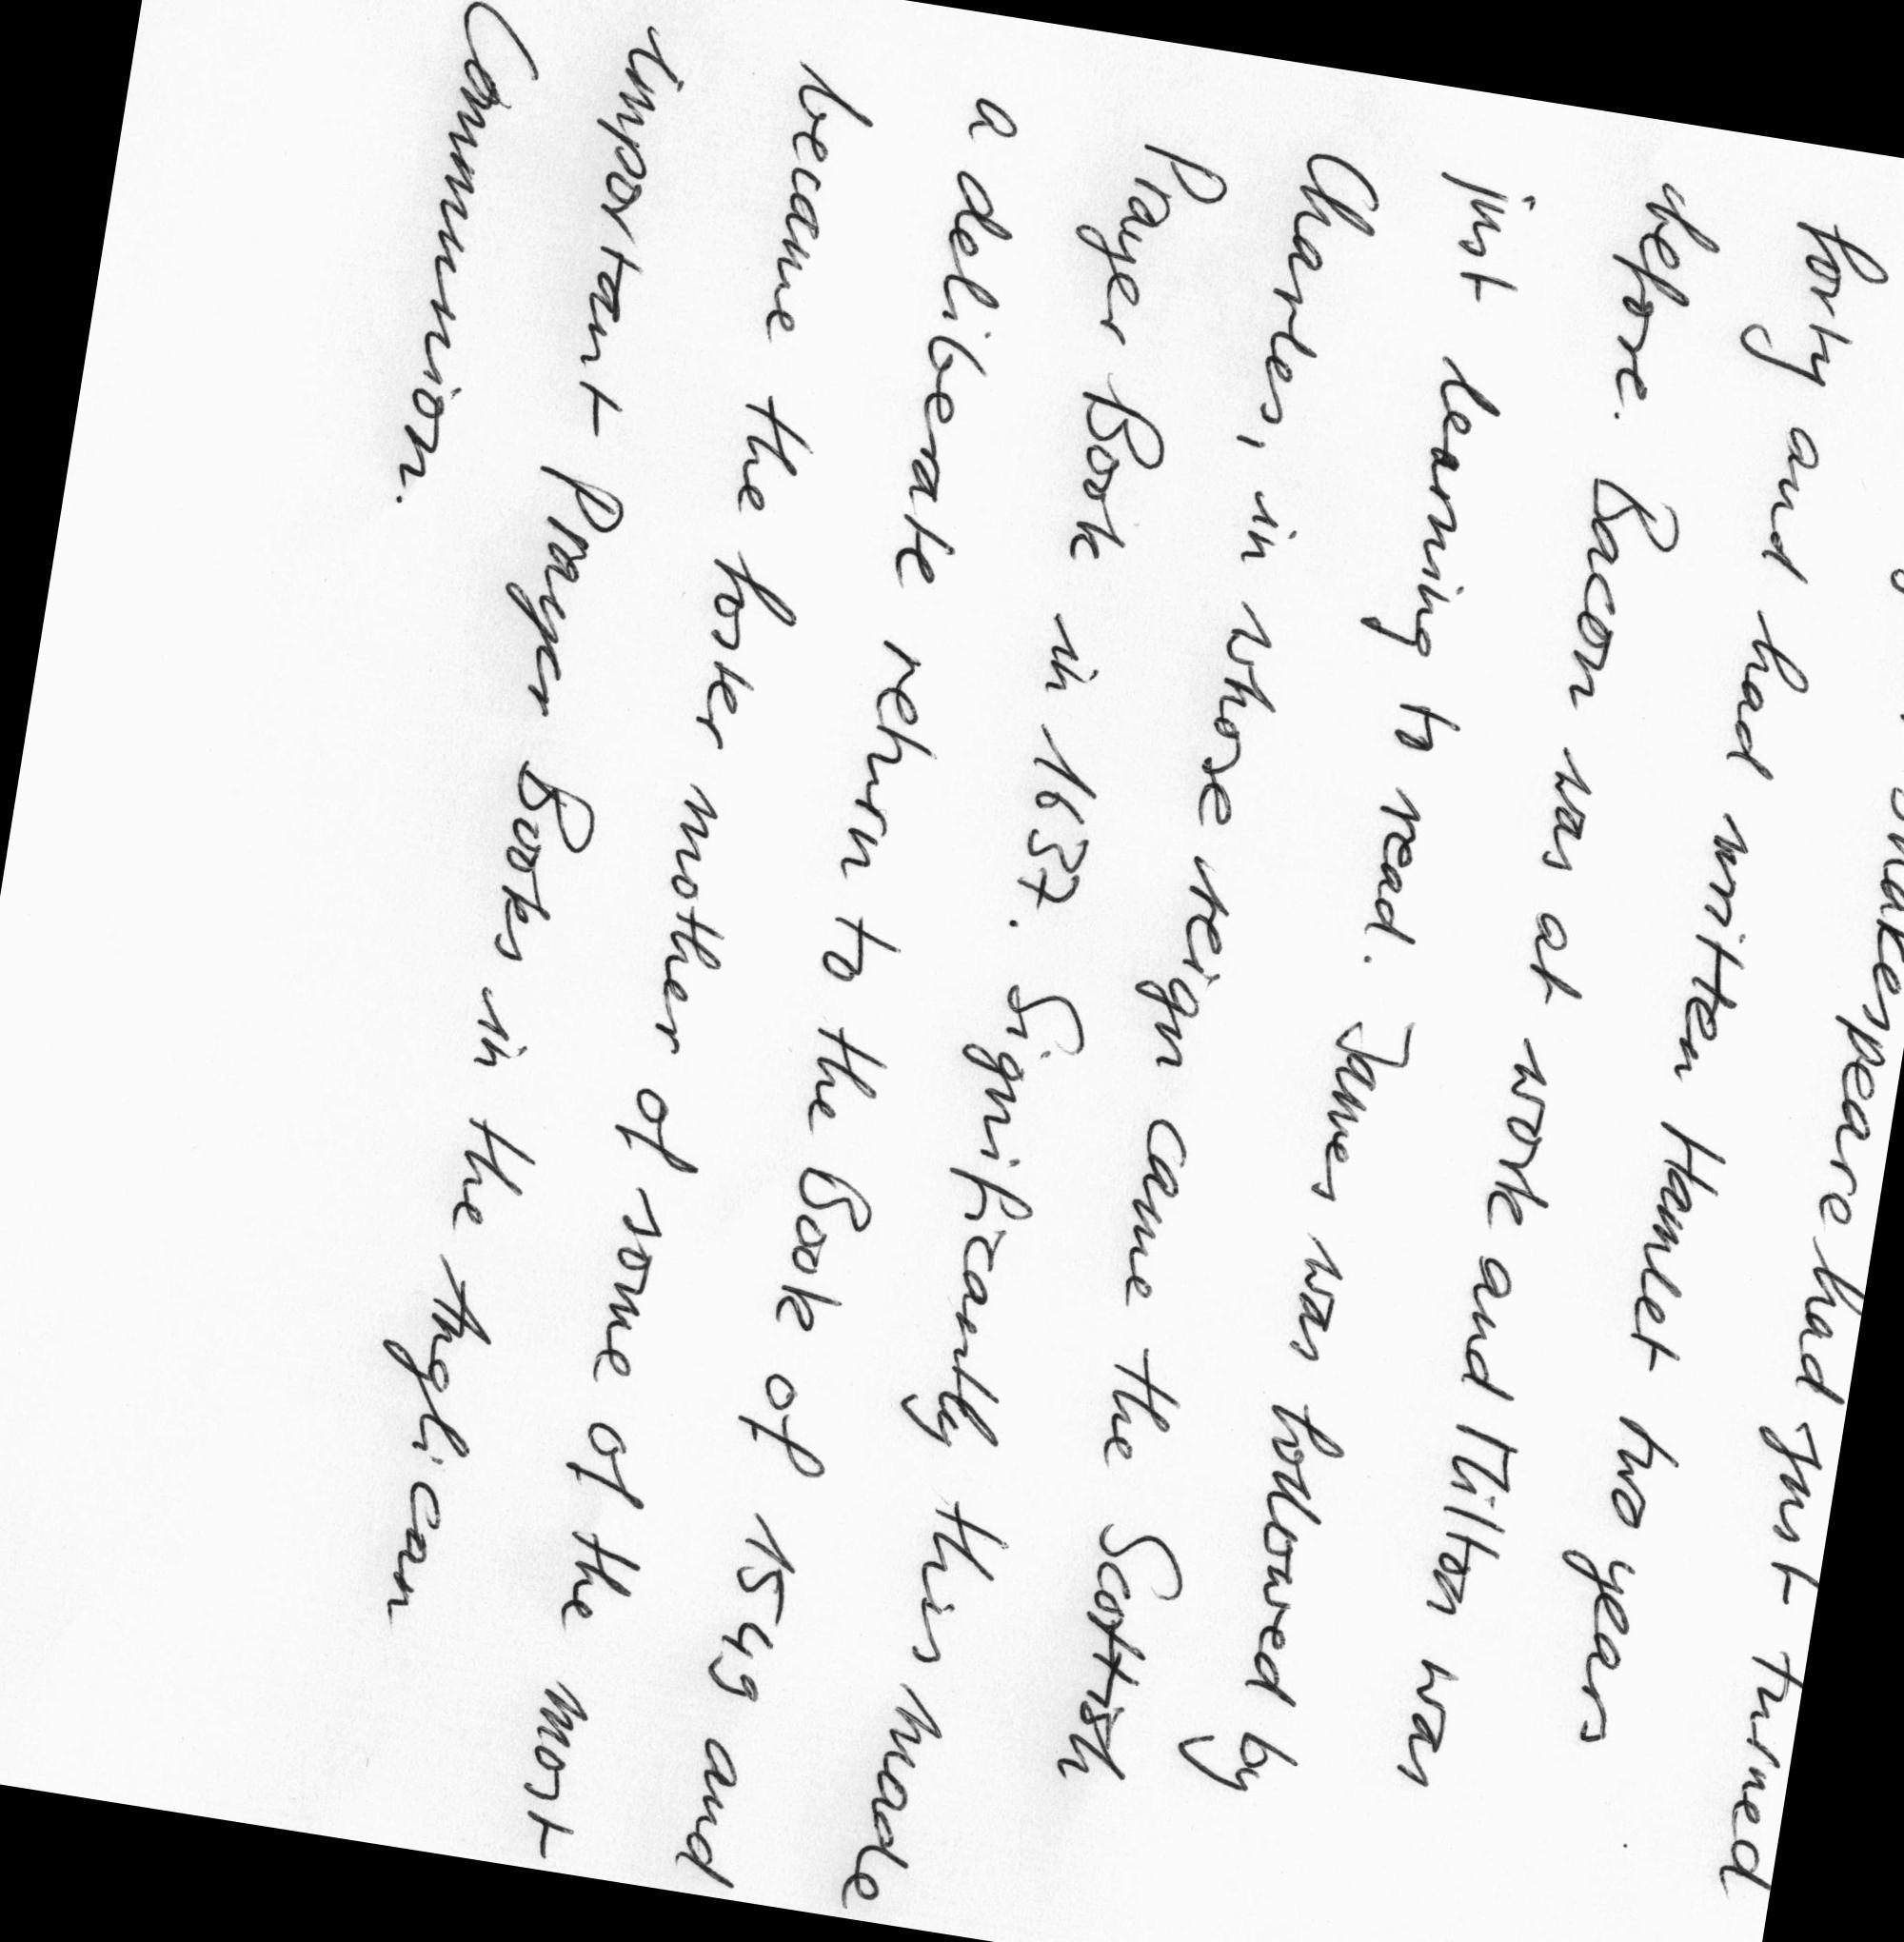 Shakespeare had just turned
forty and had written Hamlet two years
before. Bacon was at work and Milton was
just learning to read. James was followed by
Charles, in whose reign came the Scottish
Prayer Book in 1637. Significantly this made
a deliberate return to the Book of 1549 and
became the foster mother of some of the most
important Prayer Books in the Anglican
Communion.